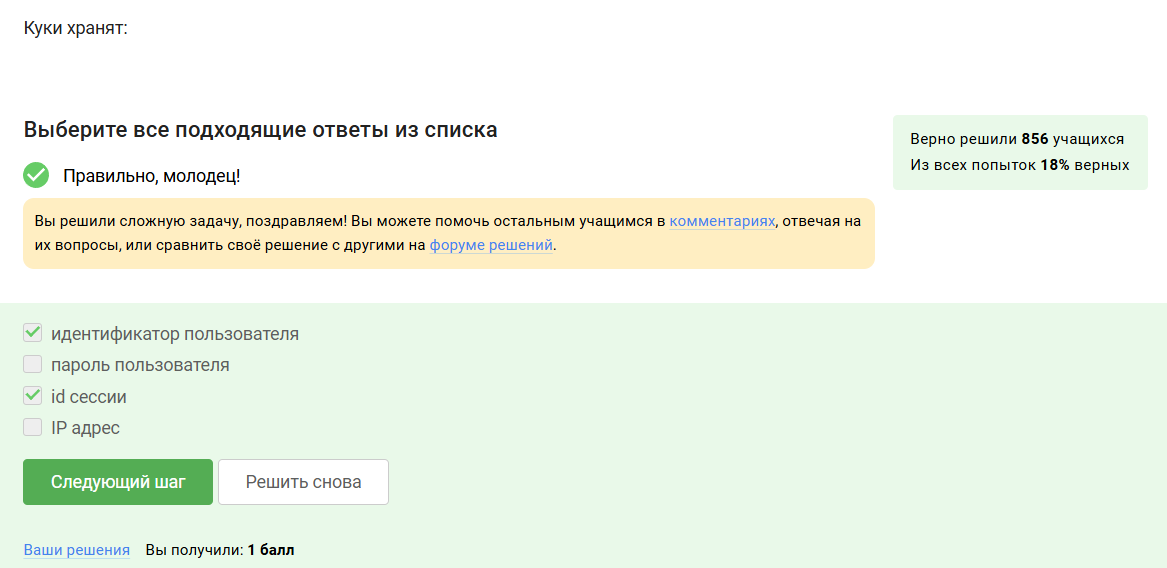 Куки хранят:
Выберите все подходящие ответы из списка
Верно решили 856 учащихся
Из всех попыток 18% верных
Правильно, молодец!
Вы решили сложную задачу, поздравляем! Вы можете помочь остальным учащимся в комментариях, отвечая на
их вопросы, или сравнить своё решение с другими на форуме решений.
идентификатор пользователя
пароль пользователя
id сессии
IP адрес
Следующий шаг Решить снова
Ваши решения Вы получили: 1 балл